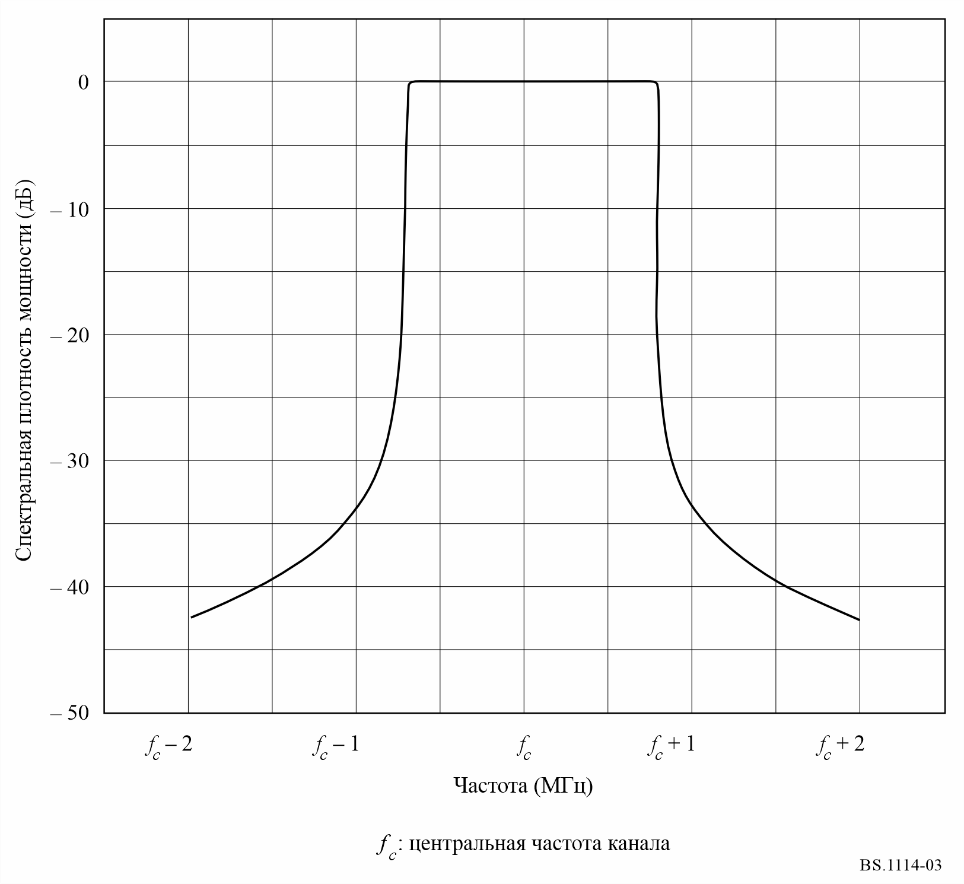 Спектральная плотность мощности (дБ)
0
– 10
– 20
– 30
– 40
– 50
f_c – 2
f_c – 1
f_c
f_c + 1
f_c + 2
Частота (МГц)
f_c: центральная частота канала
BS.1114-03